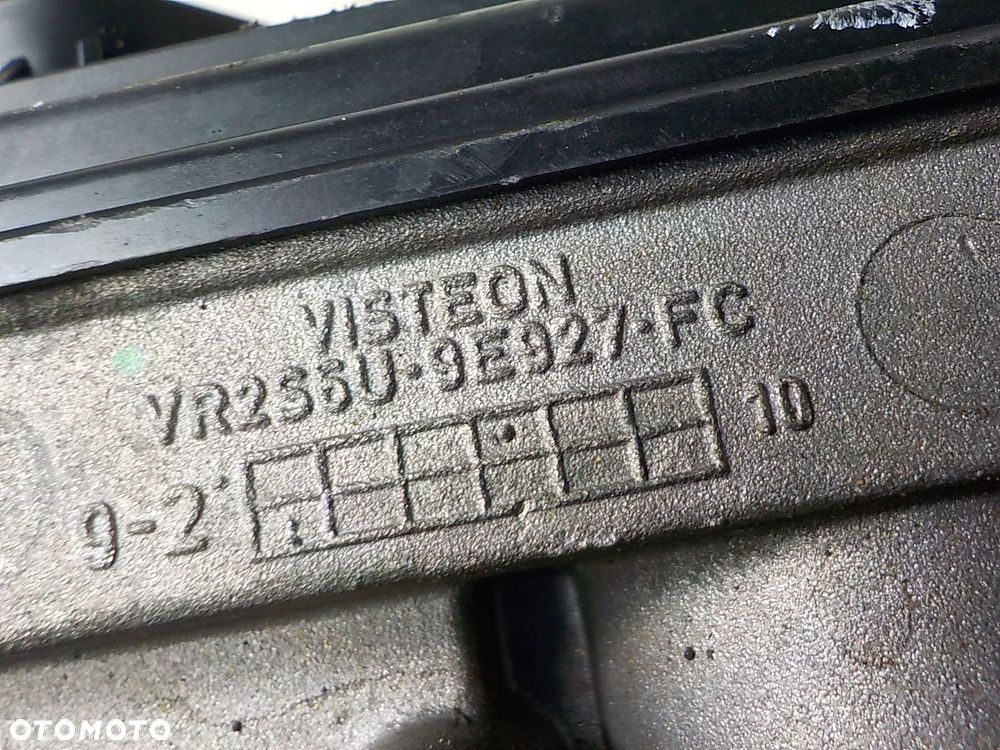 VISTEON
VR2S6U-9E927-FC
10
9-2
OTOMOTO